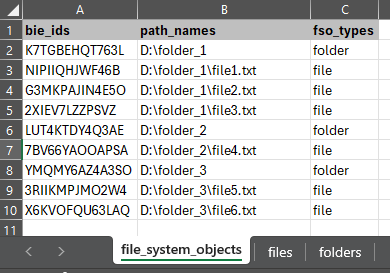 A B C
1 bie_ids path_names fso_types
2 K7TGBEHQT763L D:\folder_1 folder
3 NIPIIQHJWF46B D:\folder_1\file1.txt file
4 G3MKPAJIN4E5O D:\folder_1\file2.txt file
5 2XIEV7LZZPSVZ D:\folder_1\file3.txt file
6 LUT4KTDY4Q3AE D:\folder_2 folder
7 7BV66YAOOAPSA D:\folder_2\file4.txt file
8 YMQMY6AZ4A3SO D:\folder_3 folder
9 3RIIKMPJMO2W4 D:\folder_3\file5.txt file
10 X6KVOFQU63LAQ D:\folder_3\file6.txt file
11
file_system_objects files folders